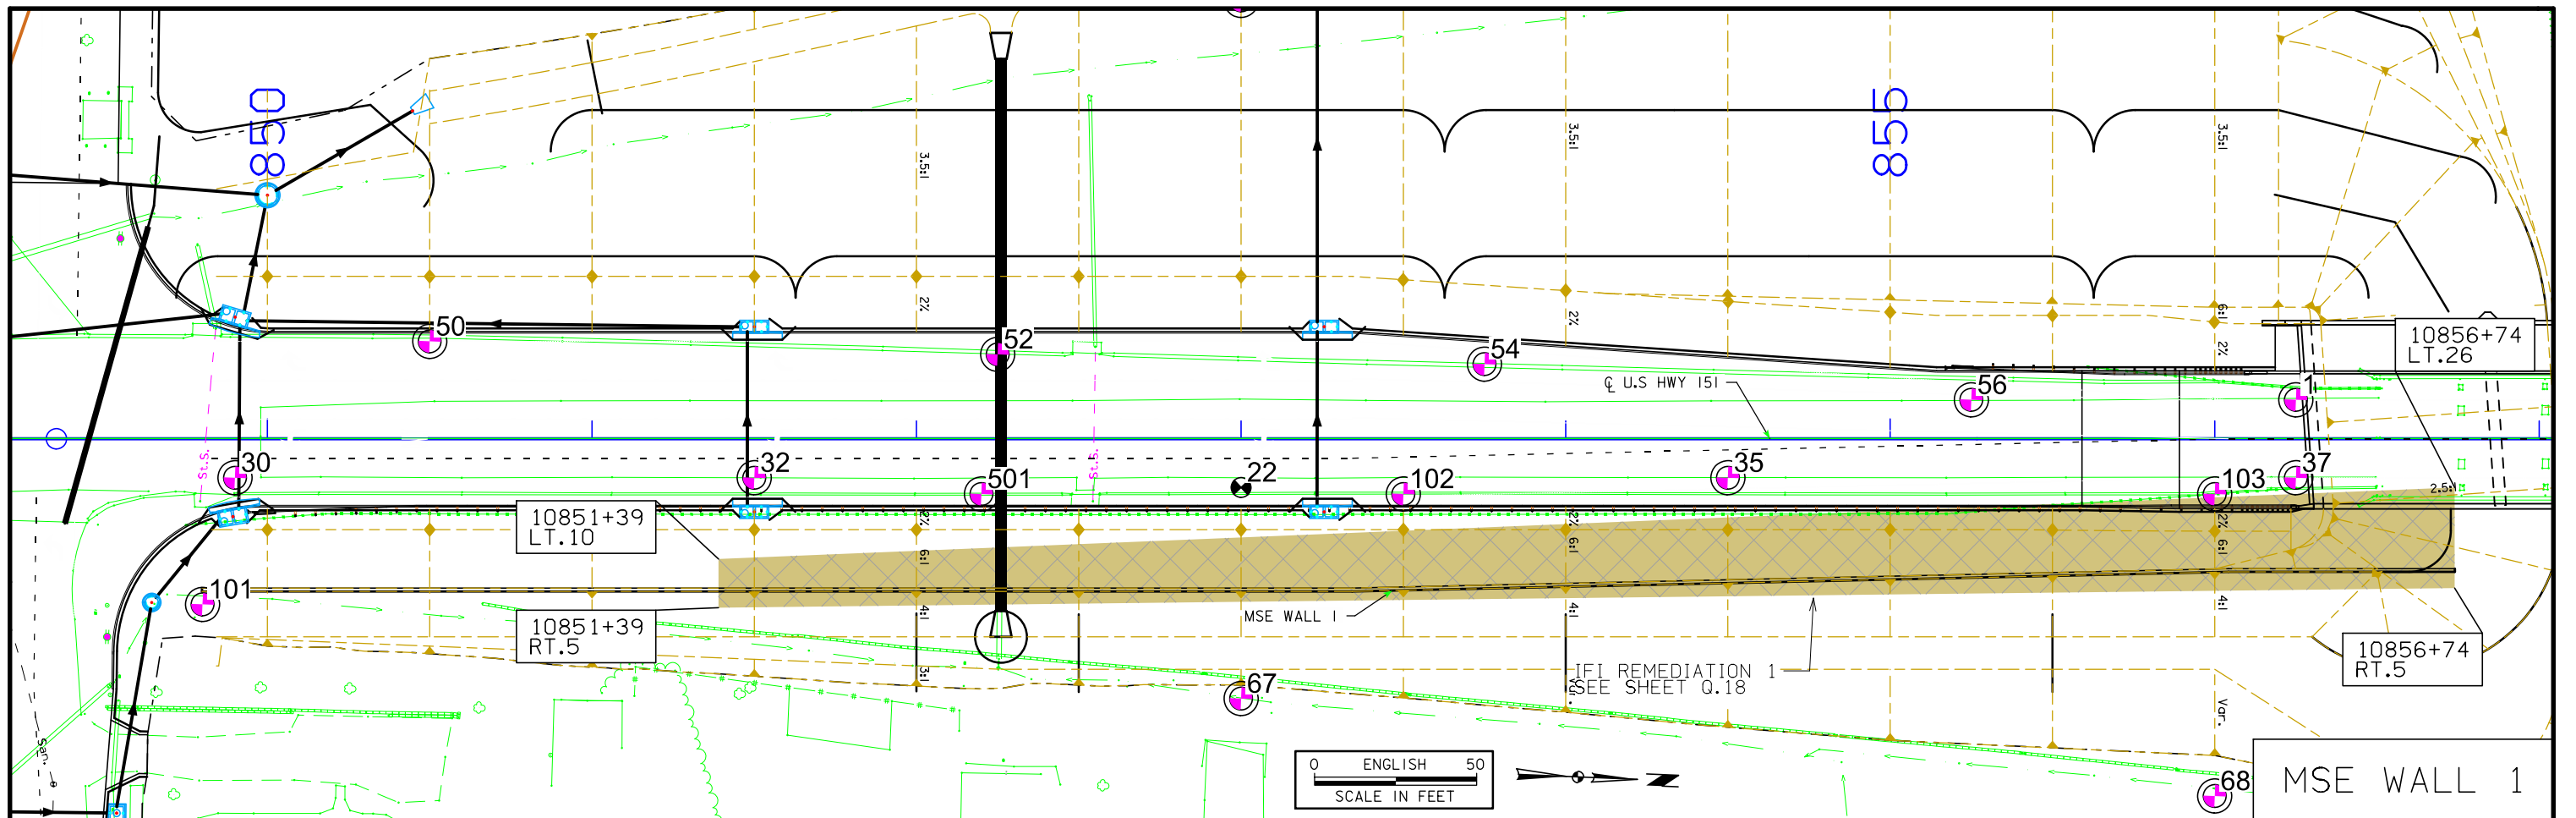 850
855
3.5:1
3.5:1
3.5:1
2%
2%
6:1
2%
50
52
54
56
1
10856+74
LT.26
℄ U.S HWY 151
St.S.
St.S.
30
32
501
22
102
35
103
37
2.5:1
10851+39
LT.10
2%
6:1
2%
6:1
2%
6:1
101
10851+39
RT.5
4:1
4:1
4:1
MSE WALL 1
3:1
67
IFI REMEDIATION 1
SEE SHEET Q.18
10856+74
RT.5
Var.
San.
0 ENGLISH 50
SCALE IN FEET
N
68
MSE WALL 1